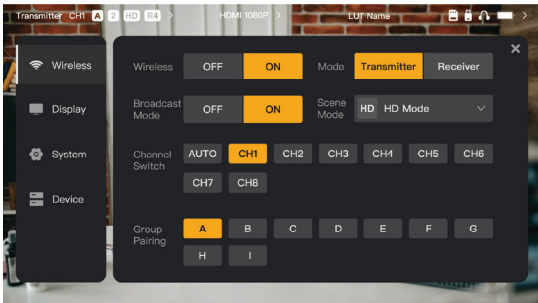 Transmitter CH1 A 2 HD R4 > HDMI 1080P > LUT Name >
Wireless
Display
System
Device
Wireless OFF ON Mode Transmitter Receiver
Broadcast Mode OFF ON Scene Mode HD HD Mode
Channel Switch AUTO CH1 CH2 CH3 CH4 CH5 CH6
CH7 CH8
Group Pairing A B C D E F G
H I